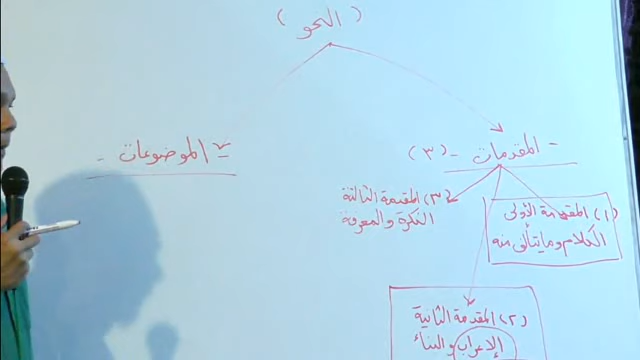 ( النحو )
- المقدمات - (٣)
(١) المقدمة الأولى
الكلام وما يتألف منه
(٢) المقدمة الثانية
الإعراب والبناء
(٣) المقدمة الثالثة
النكرة والمعرفة
الموضوعات -